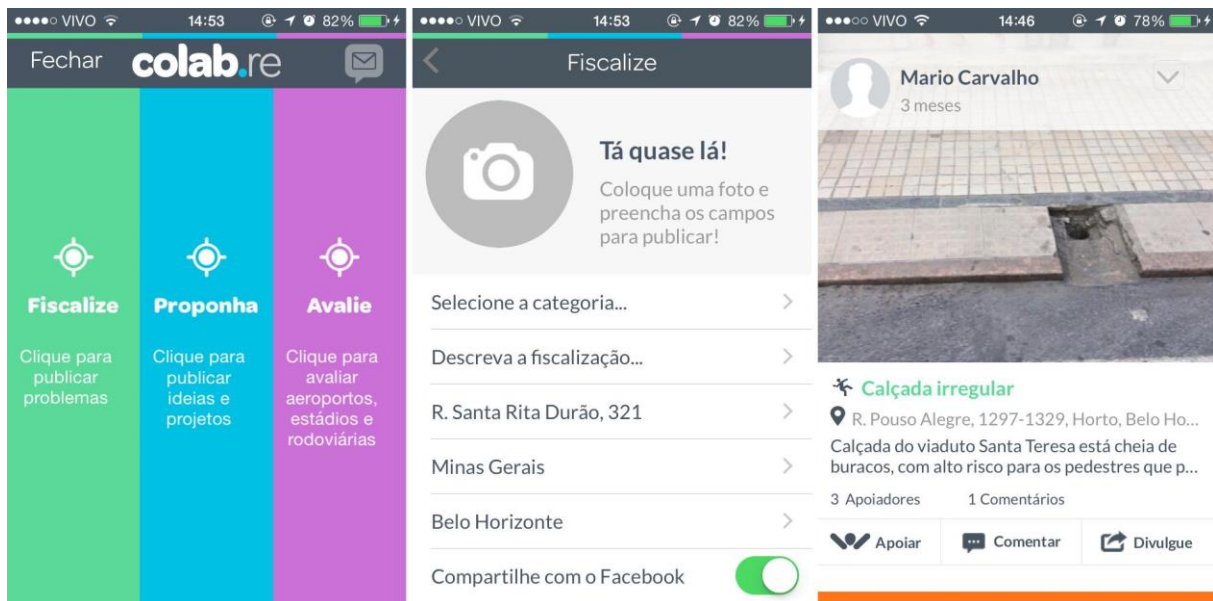 VIVO 14:53 82%
Fechar colab.re
Fiscalize
Clique para
publicar
problemas
Proponha
Clique para
publicar
ideias e
projetos
Avalie
Clique para
avaliar
aeroportos,
estádios e
rodoviárias
VIVO 14:53 82%
Fiscalize
Tá quase lá!
Coloque uma foto e
preencha os campos
para publicar!
Selecione a categoria...
Descreva a fiscalização...
R. Santa Rita Durão, 321
Minas Gerais
Belo Horizonte
Compartilhe com o Facebook
VIVO 14:46 78%
Mario Carvalho
3 meses
Calçada irregular
R. Pouso Alegre, 1297-1329, Horto, Belo Ho...
Calçada do viaduto Santa Teresa está cheia de
buracos, com alto risco para os pedestres que p...
3 Apoiadores 1 Comentários
Apoiar Comentar Divulgue